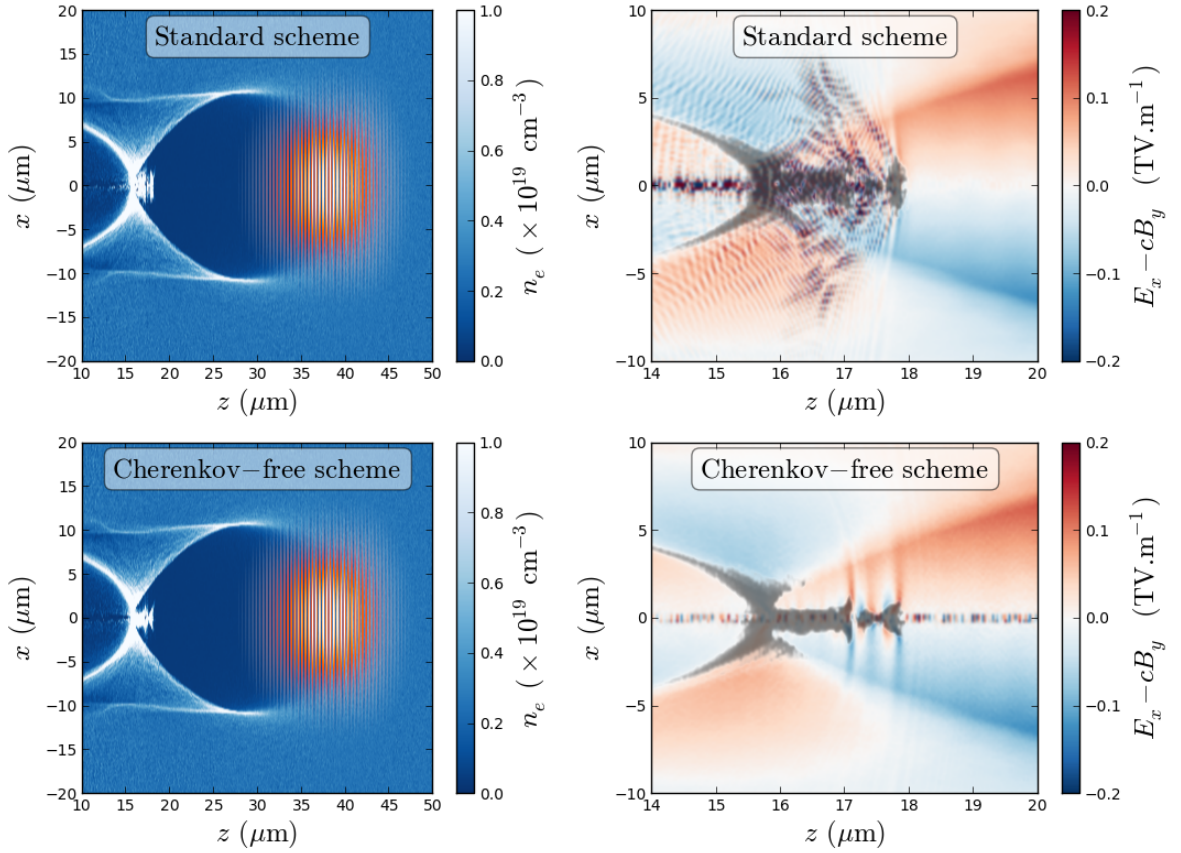 Standard scheme
20
15
10
5
0
−5
−10
−15
−20
x (μm)
10 15 20 25 30 35 40 45 50
z (μm)
1.0
0.8
0.6
0.4
0.2
0.0
n_e (×10^19 cm^−3)
Standard scheme
10
5
0
−5
−10
x (μm)
14 15 16 17 18 19 20
z (μm)
0.2
0.1
0.0
−0.1
−0.2
E_x−cB_y (TV.m^−1)
Cherenkov−free scheme
20
15
10
5
0
−5
−10
−15
−20
x (μm)
10 15 20 25 30 35 40 45 50
z (μm)
1.0
0.8
0.6
0.4
0.2
0.0
n_e (×10^19 cm^−3)
Cherenkov−free scheme
10
5
0
−5
−10
x (μm)
14 15 16 17 18 19 20
z (μm)
0.2
0.1
0.0
−0.1
−0.2
E_x−cB_y (TV.m^−1)